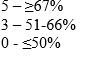 5 – ≥67%
3 – 51-66%
0 - ≤50%